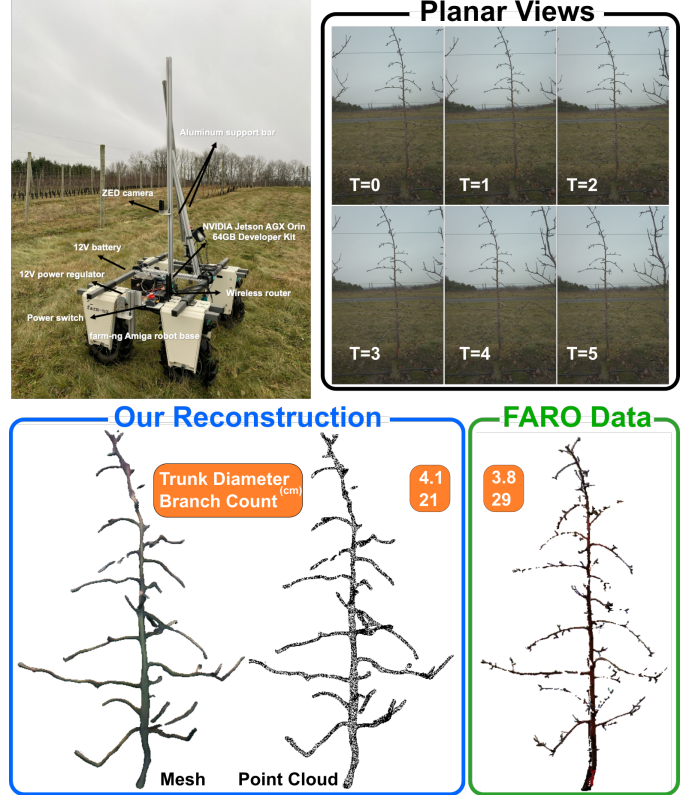 Planar Views
Aluminum support bar
ZED camera
NVIDIA Jetson AGX Orin
64GB Developer Kit
12V battery
12V power regulator
Wireless router
Power switch
farm-ng
farm-ng Amiga robot base
T=0
T=1
T=2
T=3
T=4
T=5
Our Reconstruction
Trunk Diameter
(cm)
Branch Count
4.1
21
Mesh
Point Cloud
FARO Data
3.8
29